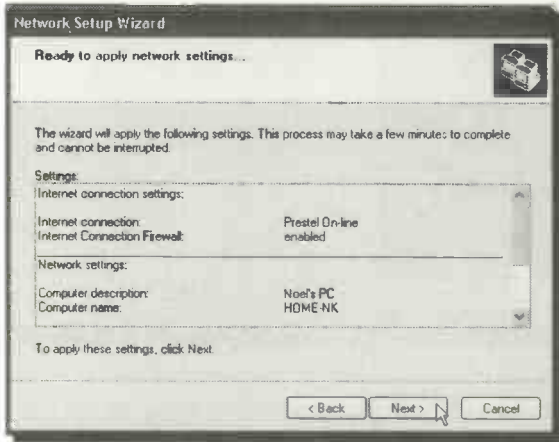 Network Setup Wizard
Ready to apply network settings...
The wizard will apply the following settings. This process may take a few minutes to complete
and cannot be interrupted.
Settings:
Internet connection settings:
Internet connection: Prestel On-line
Internet Connection Firewall: enabled
Network settings:
Computer description: Noel's PC
Computer name: HOME-NK
To apply these settings, click Next.
< Back Next > Cancel